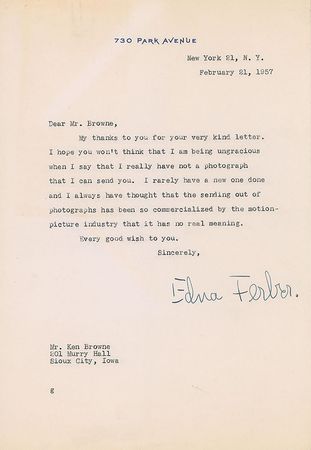 730 PARK AVENUE
New York 21, N. Y.
February 21, 1957
Dear Mr. Browne,
My thanks to you for your very kind letter.
I hope you won't think that I am being ungracious
when I say that I really have not a photograph
that I can send you. I rarely have a new one done
and I always have thought that the sending out of
photographs has been so commercialized by the motion-
picture industry that it has no real meaning.
Every good wish to you.
Sincerely,
Edna Ferber.
Mr. Ken Browne
201 Murry Hall
Sioux City, Iowa
g